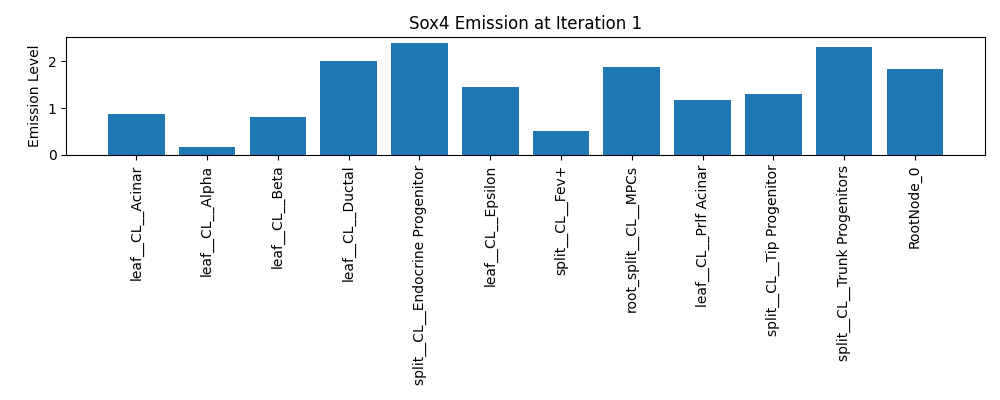 Sox4 Emission at Iteration 1
Emission Level
2
1
0
leaf__CL__Acinar
leaf__CL__Alpha
leaf__CL__Beta
leaf__CL__Ductal
split__CL__Endocrine Progenitor
leaf__CL__Epsilon
split__CL__Fev+
root_split__CL__MPCs
leaf__CL__Prlf Acinar
split__CL__Tip Progenitor
split__CL__Trunk Progenitors
RootNode_0